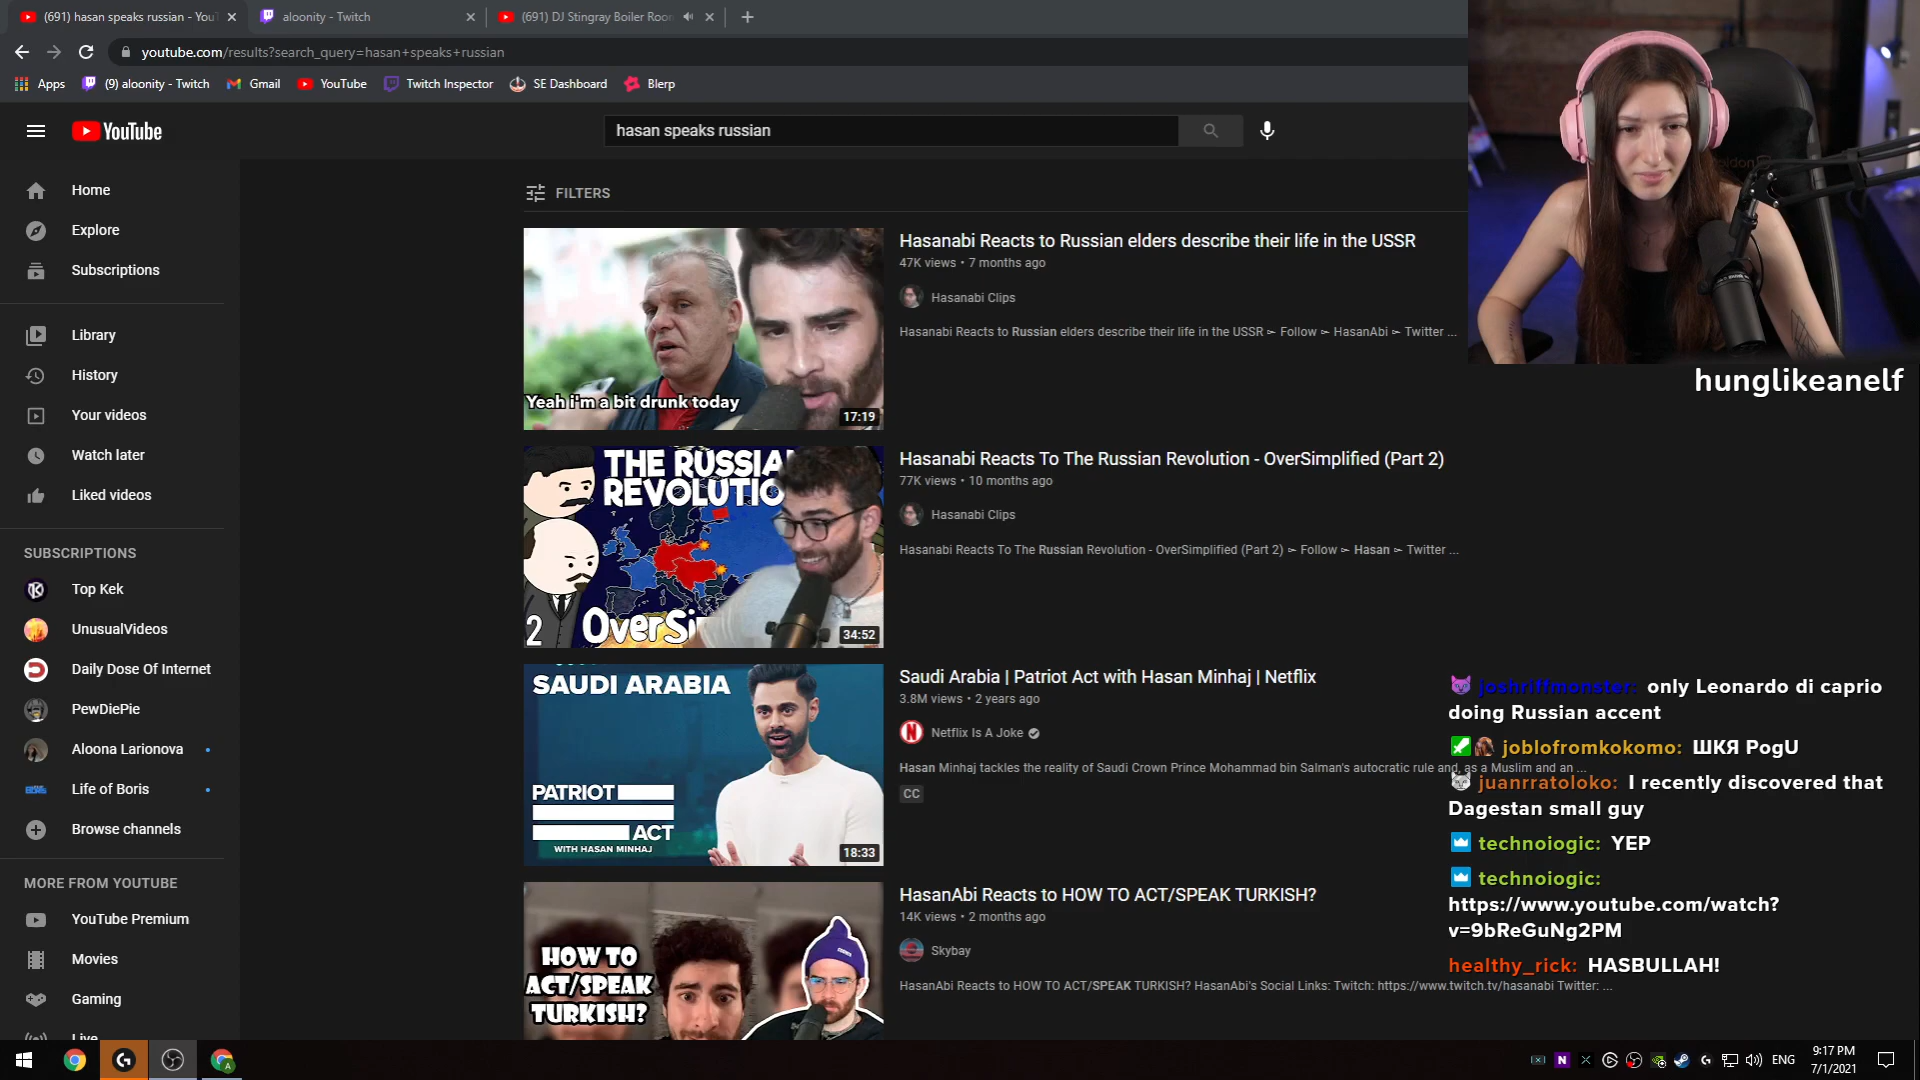 (691) hasan speaks russian - You
aloonity - Twitch
(691) DJ Stingray Boiler Roo
youtube.com/results?search_query=hasan+speaks+russian
Apps
(9) aloonity - Twitch
Gmail
YouTube
Twitch Inspector
SE Dashboard
Blerp
YouTube
hasan speaks russian
Home
Explore
Subscriptions
Library
History
Your videos
Watch later
Liked videos
SUBSCRIPTIONS
Top Kek
UnusualVideos
Daily Dose Of Internet
PewDiePie
Aloona Larionova
Life of Boris
Browse channels
MORE FROM YOUTUBE
YouTube Premium
Movies
Gaming
Live
FILTERS
Yeah i'm a bit drunk today
17:19
Hasanabi Reacts to Russian elders describe their life in the USSR
47K views • 7 months ago
Hasanabi Clips
Hasanabi Reacts to Russian elders describe their life in the USSR ➣ Follow ➣ HasanAbi ➣ Twitter ...
THE RUSSIA
REVOLUTIO
2
OverSi
34:52
Hasanabi Reacts To The Russian Revolution - OverSimplified (Part 2)
77K views • 10 months ago
Hasanabi Clips
Hasanabi Reacts To The Russian Revolution - OverSimplified (Part 2) ➣ Follow ➣ Hasan ➣ Twitter ...
SAUDI ARABIA
PATRIOT
ACT
WITH HASAN MINHAJ
18:33
Saudi Arabia | Patriot Act with Hasan Minhaj | Netflix
3.8M views • 2 years ago
N
Netflix Is A Joke
Hasan Minhaj tackles the reality of Saudi Crown Prince Mohammad bin Salman's autocratic rule and, as a Muslim and an ...
CC
HOW TO
ACT/SPEAK
TURKISH?
HasanAbi Reacts to HOW TO ACT/SPEAK TURKISH?
14K views • 2 months ago
Skybay
HasanAbi Reacts to HOW TO ACT/SPEAK TURKISH? HasanAbi's Social Links: Twitch: https://www.twitch.tv/hasanabi Twitter: ...
hunglikeanelf
joshriffmonster: only Leonardo di caprio
doing Russian accent
joblofromkokomo: ШКЯ PogU
juanrratoloko: I recently discovered that
Dagestan small guy
technoiogic: YEP
technoiogic:
https://www.youtube.com/watch?
v=9bReGuNg2PM
healthy_rick: HASBULLAH!
ENG
9:17 PM
7/1/2021